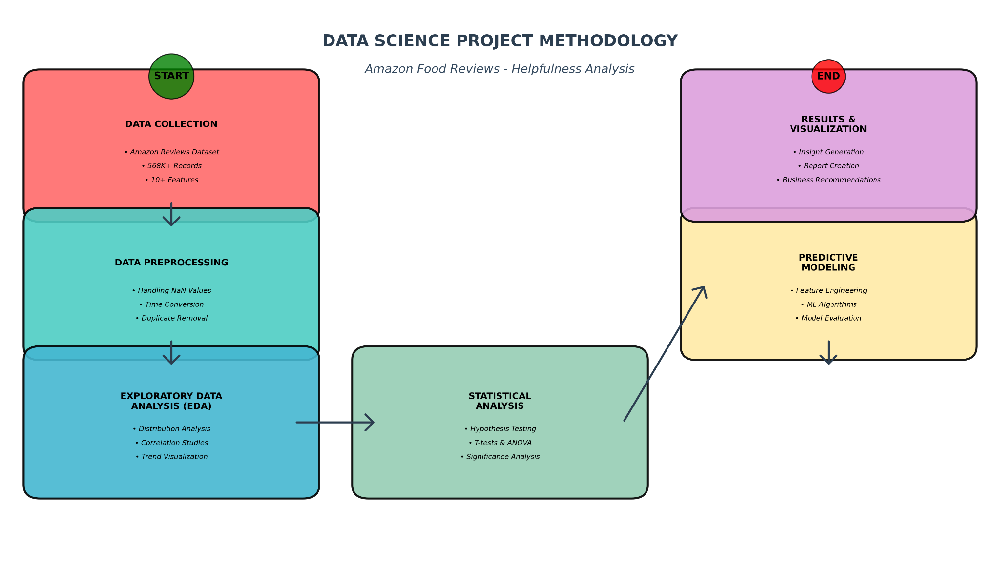 DATA SCIENCE PROJECT METHODOLOGY
Amazon Food Reviews - Helpfulness Analysis
START
DATA COLLECTION
• Amazon Reviews Dataset
• 568K+ Records
• 10+ Features
DATA PREPROCESSING
• Handling NaN Values
• Time Conversion
• Duplicate Removal
EXPLORATORY DATA
ANALYSIS (EDA)
• Distribution Analysis
• Correlation Studies
• Trend Visualization
STATISTICAL
ANALYSIS
• Hypothesis Testing
• T-tests & ANOVA
• Significance Analysis
PREDICTIVE
MODELING
• Feature Engineering
• ML Algorithms
• Model Evaluation
END
RESULTS &
VISUALIZATION
• Insight Generation
• Report Creation
• Business Recommendations